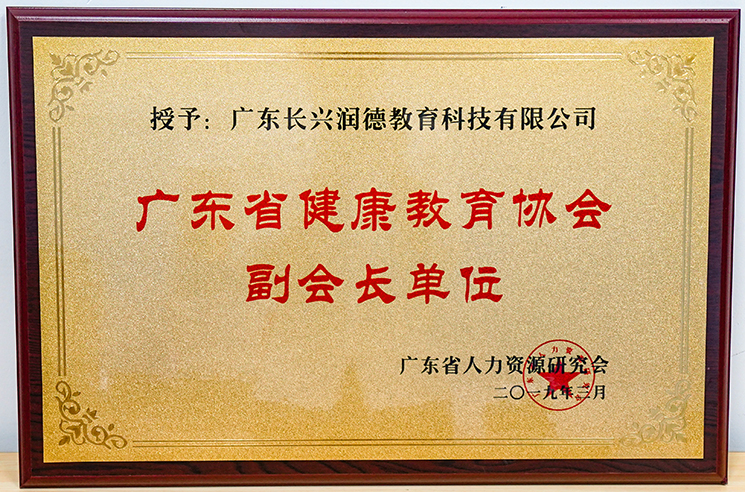 授予：广东长兴润德教育科技有限公司
广东省健康教育协会
副会长单位
广东省人力资源研究会
二〇一九年三月